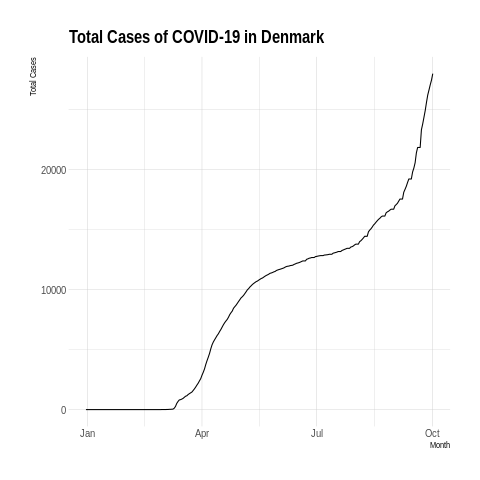 Total Cases of COVID-19 in Denmark
Total Cases
20000
10000
0
Jan Apr Jul Oct
Month